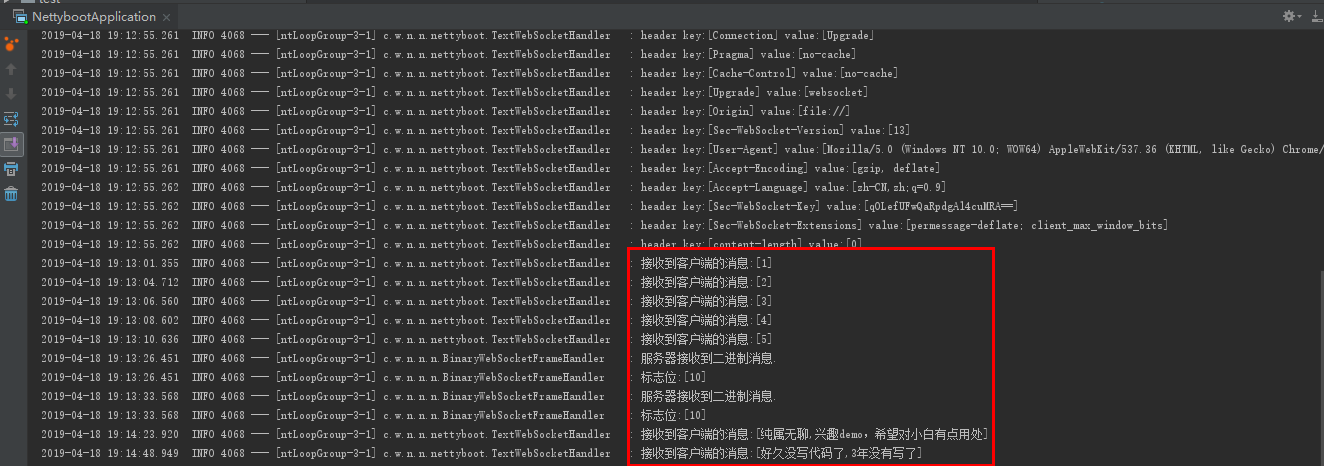 test
NettybootApplication
2019-04-18 19:12:55.261 INFO 4068 --- [ntLoopGroup-3-1] c.w.n.n.nettyboot.TextWebSocketHandler : header key:[Connection] value:[Upgrade]
2019-04-18 19:12:55.261 INFO 4068 --- [ntLoopGroup-3-1] c.w.n.n.nettyboot.TextWebSocketHandler : header key:[Pragma] value:[no-cache]
2019-04-18 19:12:55.261 INFO 4068 --- [ntLoopGroup-3-1] c.w.n.n.nettyboot.TextWebSocketHandler : header key:[Cache-Control] value:[no-cache]
2019-04-18 19:12:55.261 INFO 4068 --- [ntLoopGroup-3-1] c.w.n.n.nettyboot.TextWebSocketHandler : header key:[Upgrade] value:[websocket]
2019-04-18 19:12:55.261 INFO 4068 --- [ntLoopGroup-3-1] c.w.n.n.nettyboot.TextWebSocketHandler : header key:[Origin] value:[file://]
2019-04-18 19:12:55.261 INFO 4068 --- [ntLoopGroup-3-1] c.w.n.n.nettyboot.TextWebSocketHandler : header key:[Sec-WebSocket-Version] value:[13]
2019-04-18 19:12:55.261 INFO 4068 --- [ntLoopGroup-3-1] c.w.n.n.nettyboot.TextWebSocketHandler : header key:[User-Agent] value:[Mozilla/5.0 (Windows NT 10.0; WOW64) AppleWebKit/537.36 (KHTML, like Gecko) Chrome/
2019-04-18 19:12:55.261 INFO 4068 --- [ntLoopGroup-3-1] c.w.n.n.nettyboot.TextWebSocketHandler : header key:[Accept-Encoding] value:[gzip, deflate]
2019-04-18 19:12:55.262 INFO 4068 --- [ntLoopGroup-3-1] c.w.n.n.nettyboot.TextWebSocketHandler : header key:[Accept-Language] value:[zh-CN,zh;q=0.9]
2019-04-18 19:12:55.262 INFO 4068 --- [ntLoopGroup-3-1] c.w.n.n.nettyboot.TextWebSocketHandler : header key:[Sec-WebSocket-Key] value:[qOLefUFwQaRpdgAl4cuMRA==]
2019-04-18 19:12:55.262 INFO 4068 --- [ntLoopGroup-3-1] c.w.n.n.nettyboot.TextWebSocketHandler : header key:[Sec-WebSocket-Extensions] value:[permessage-deflate; client_max_window_bits]
2019-04-18 19:12:55.262 INFO 4068 --- [ntLoopGroup-3-1] c.w.n.n.nettyboot.TextWebSocketHandler : header key:[content-length] value:[0]
2019-04-18 19:13:01.355 INFO 4068 --- [ntLoopGroup-3-1] c.w.n.n.nettyboot.TextWebSocketHandler : 接收到客户端的消息:[1]
2019-04-18 19:13:04.712 INFO 4068 --- [ntLoopGroup-3-1] c.w.n.n.nettyboot.TextWebSocketHandler : 接收到客户端的消息:[2]
2019-04-18 19:13:06.560 INFO 4068 --- [ntLoopGroup-3-1] c.w.n.n.nettyboot.TextWebSocketHandler : 接收到客户端的消息:[3]
2019-04-18 19:13:08.602 INFO 4068 --- [ntLoopGroup-3-1] c.w.n.n.nettyboot.TextWebSocketHandler : 接收到客户端的消息:[4]
2019-04-18 19:13:10.636 INFO 4068 --- [ntLoopGroup-3-1] c.w.n.n.nettyboot.TextWebSocketHandler : 接收到客户端的消息:[5]
2019-04-18 19:13:26.451 INFO 4068 --- [ntLoopGroup-3-1] c.w.n.n.n.BinaryWebSocketFrameHandler : 服务器接收到二进制消息.
2019-04-18 19:13:26.451 INFO 4068 --- [ntLoopGroup-3-1] c.w.n.n.n.BinaryWebSocketFrameHandler : 标志位:[10]
2019-04-18 19:13:33.568 INFO 4068 --- [ntLoopGroup-3-1] c.w.n.n.n.BinaryWebSocketFrameHandler : 服务器接收到二进制消息.
2019-04-18 19:13:33.568 INFO 4068 --- [ntLoopGroup-3-1] c.w.n.n.n.BinaryWebSocketFrameHandler : 标志位:[10]
2019-04-18 19:14:23.920 INFO 4068 --- [ntLoopGroup-3-1] c.w.n.n.nettyboot.TextWebSocketHandler : 接收到客户端的消息:[纯属无聊,兴趣demo，希望对小白有点用处]
2019-04-18 19:14:48.949 INFO 4068 --- [ntLoopGroup-3-1] c.w.n.n.nettyboot.TextWebSocketHandler : 接收到客户端的消息:[好久没写代码了,3年没有写了]